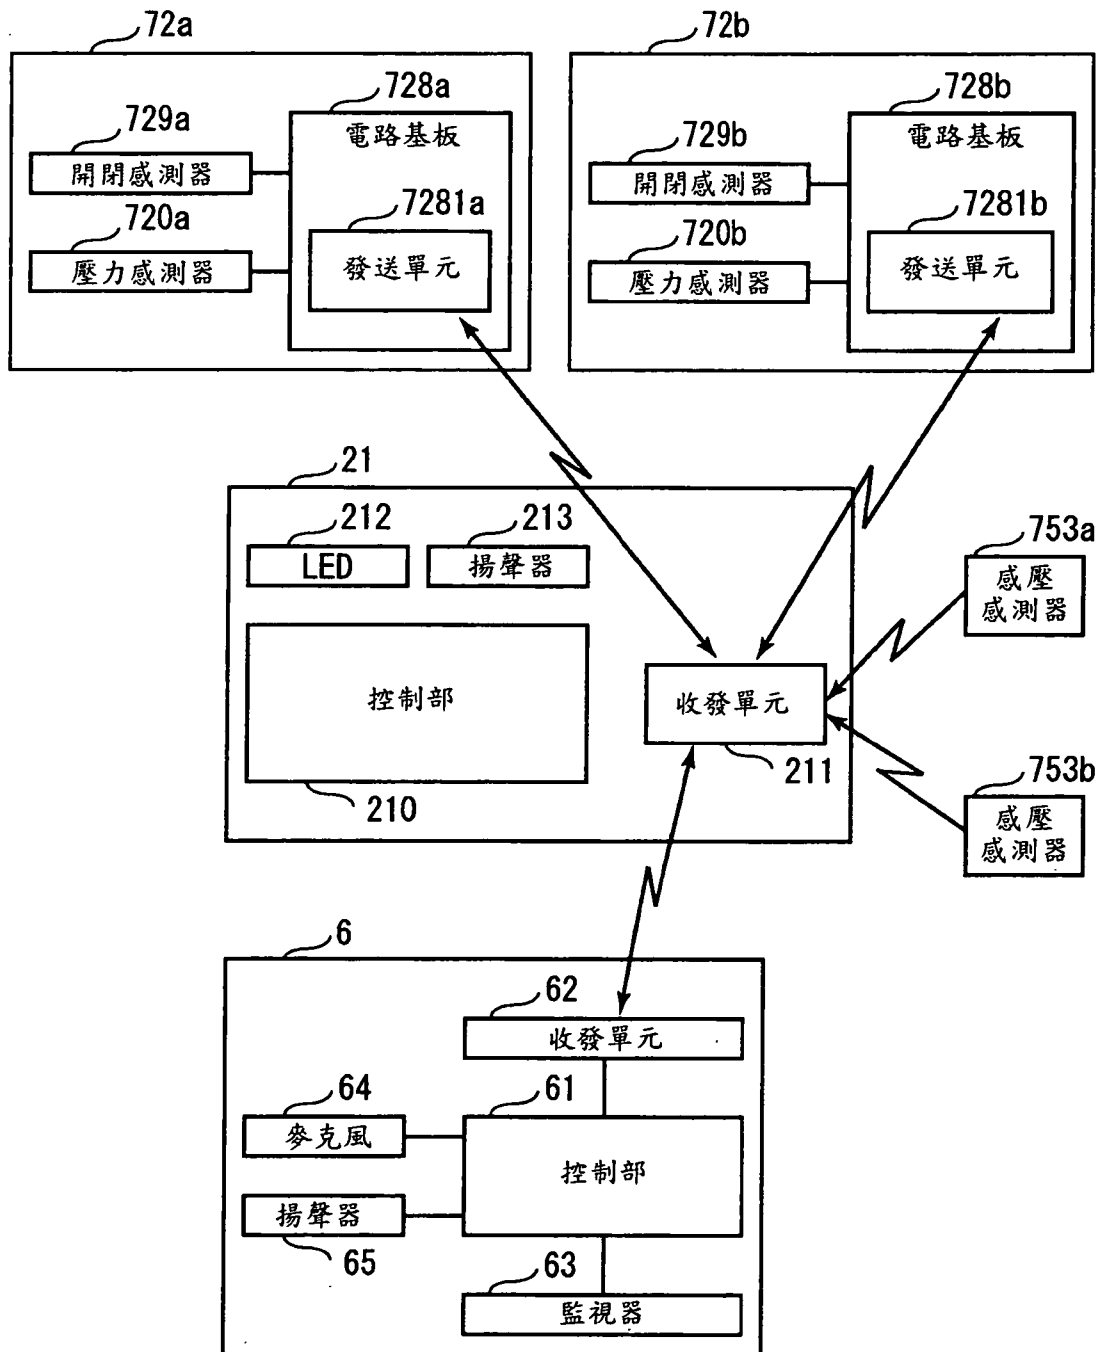 72a
728a
電路基板
729a
開閉感測器
7281a
發送單元
720a
壓力感測器
72b
728b
電路基板
729b
開閉感測器
7281b
發送單元
720b
壓力感測器
21
212
LED
213
揚聲器
控制部
210
收發單元
211
753a
感壓
感測器
753b
感壓
感測器
6
62
收發單元
64
麥克風
61
控制部
揚聲器
65
63
監視器